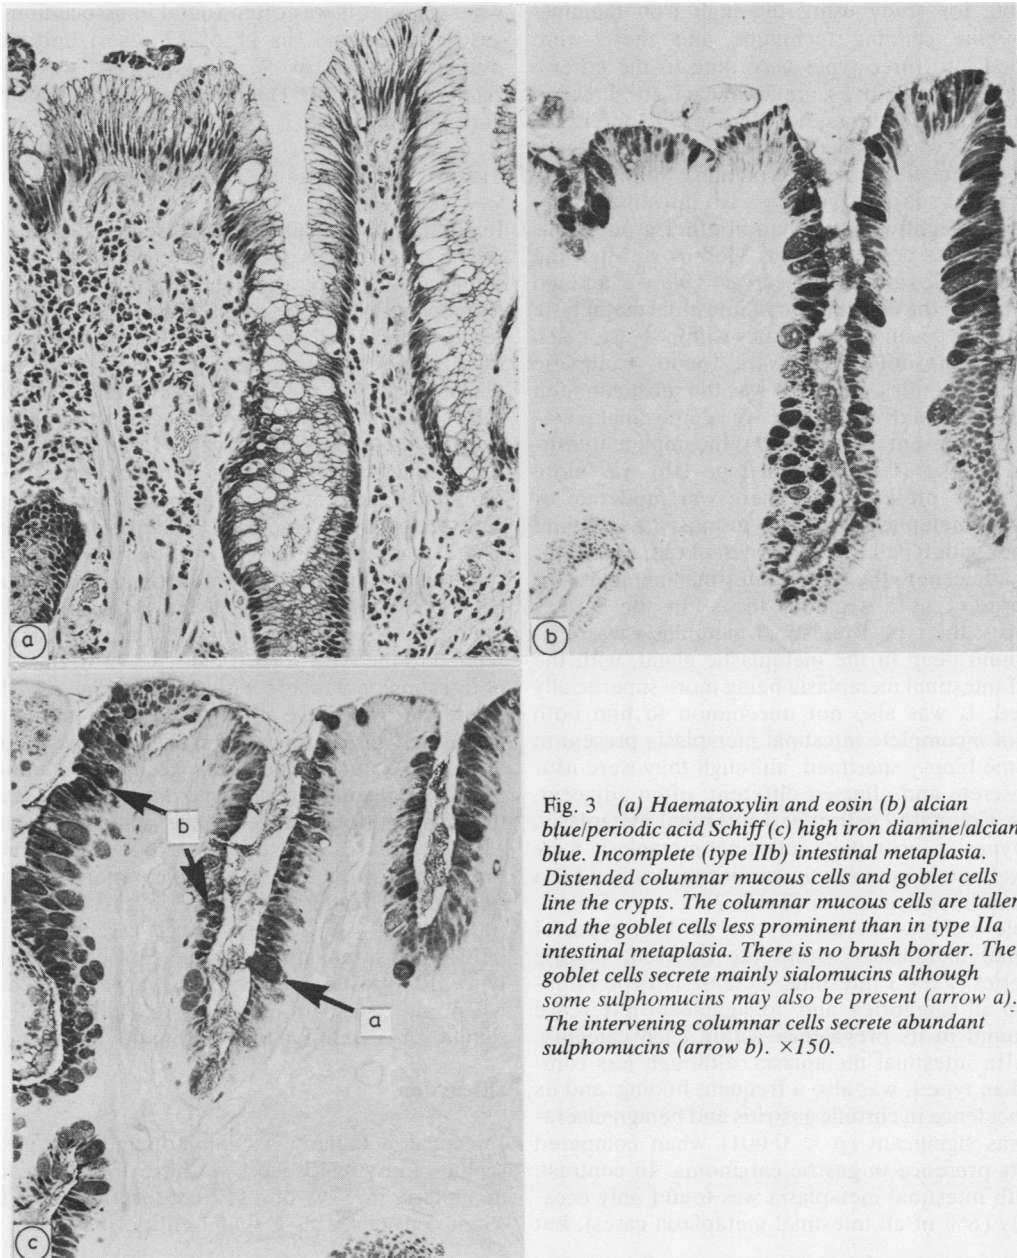 a
b
b
a
c
Fig. 3 (a) Haematoxylin and eosin (b) alcian
blue/periodic acid Schiff (c) high iron diamine/alcian
blue. Incomplete (type IIb) intestinal metaplasia.
Distended columnar mucous cells and goblet cells
line the crypts. The columnar mucous cells are taller
and the goblet cells less prominent than in type IIa
intestinal metaplasia. There is no brush border. The
goblet cells secrete mainly sialomucins although
some sulphomucins may also be present (arrow a).
The intervening columnar cells secrete abundant
sulphomucins (arrow b). ×150.